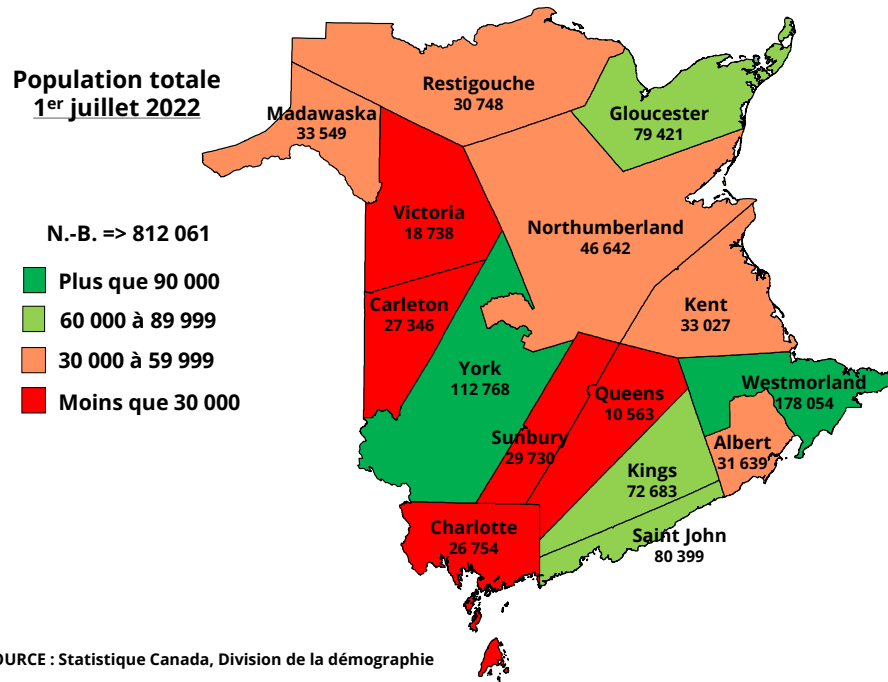 Population totale
1er juillet 2022
N.-B. => 812 061
Plus que 90 000
60 000 à 89 999
30 000 à 59 999
Moins que 30 000
Restigouche
30 748
Madawaska
33 549
Gloucester
79 421
Victoria
18 738
Northumberland
46 642
Carleton
27 346
Kent
33 027
York
112 768
Westmorland
178 054
Queens
10 563
Sunbury
29 730
Albert
31 639
Kings
72 683
Charlotte
26 754
Saint John
80 399
OURCE : Statistique Canada, Division de la démographie